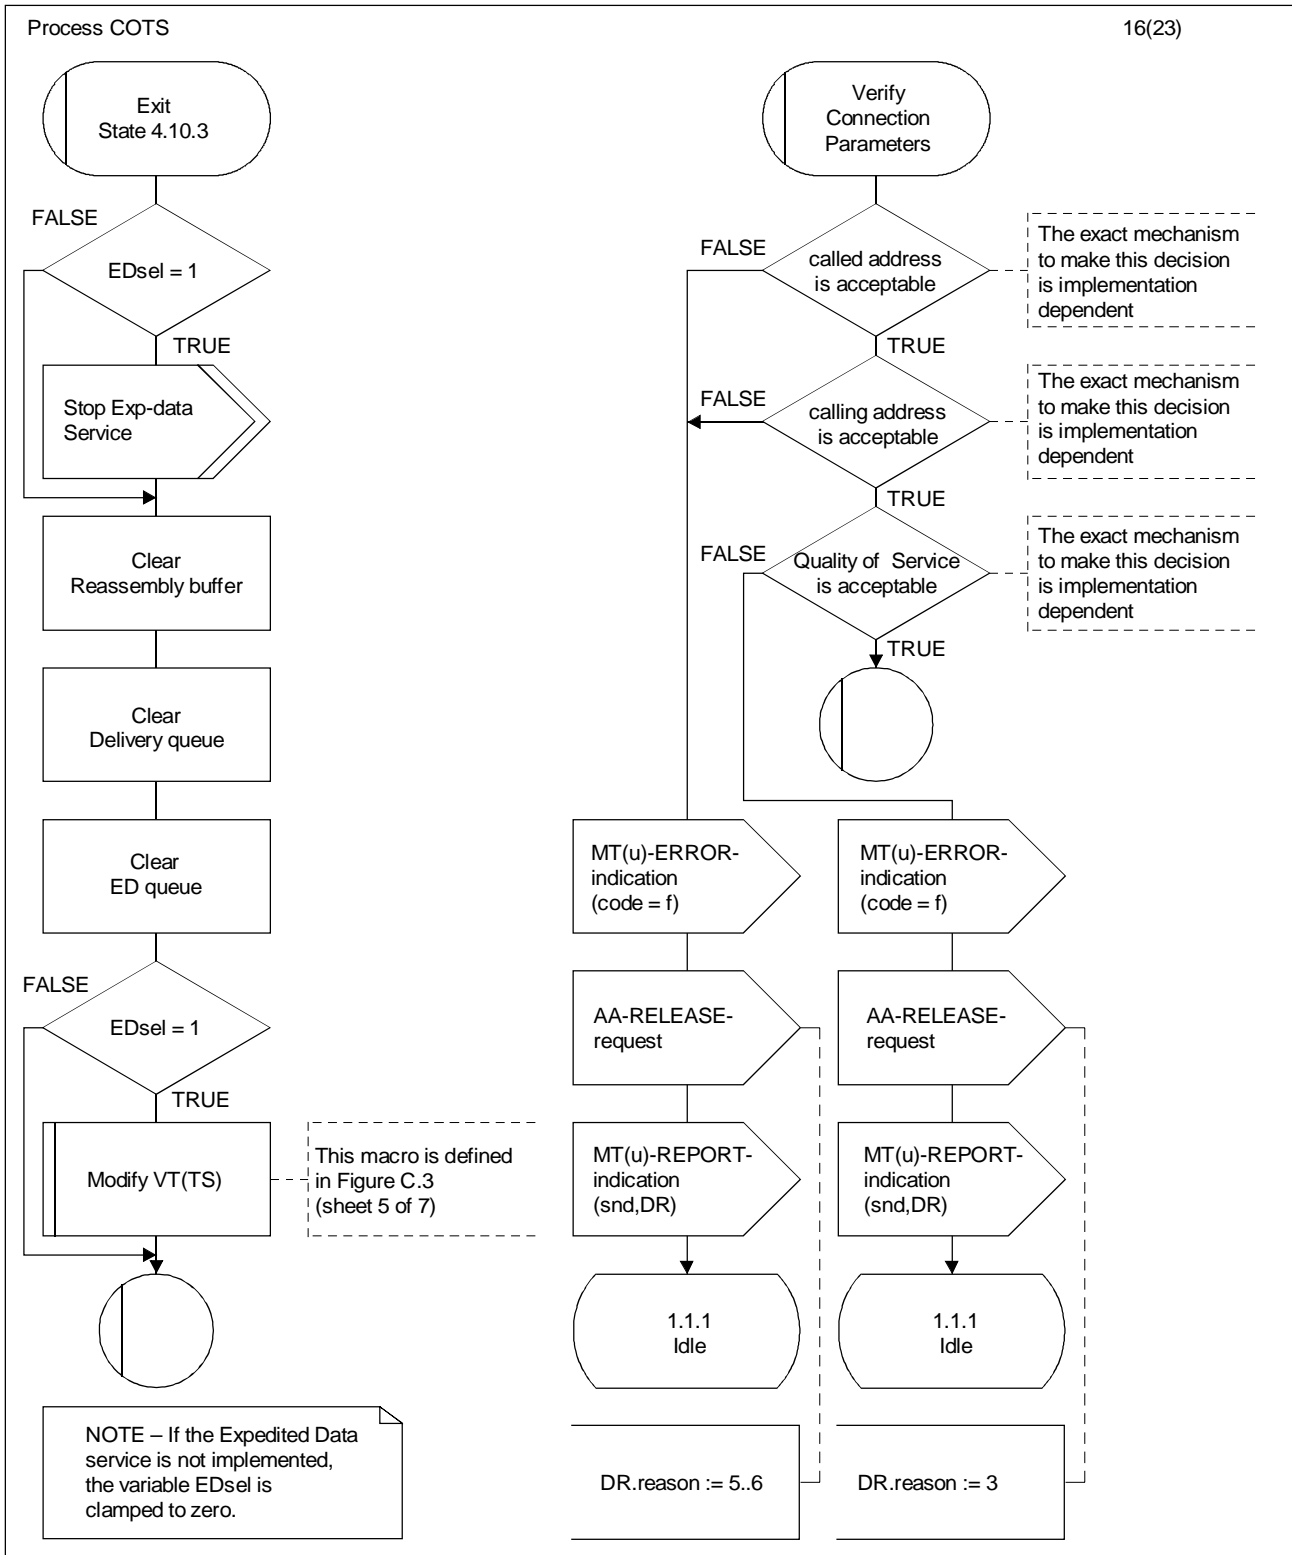 Process COTS
16(23)
Exit
State 4.10.3
FALSE
EDsel = 1
TRUE
Stop Exp-data
Service
Clear
Reassembly buffer
Clear
Delivery queue
Clear
ED queue
FALSE
EDsel = 1
TRUE
Modify VT(TS)
This macro is defined
in Figure C.3
(sheet 5 of 7)
NOTE – If the Expedited Data
service is not implemented,
the variable EDsel is
clamped to zero.
Verify
Connection
Parameters
FALSE
called address
is acceptable
The exact mechanism
to make this decision
is implementation
dependent
TRUE
FALSE
calling address
is acceptable
The exact mechanism
to make this decision
is implementation
dependent
TRUE
FALSE
Quality of Service
is acceptable
The exact mechanism
to make this decision
is implementation
dependent
TRUE
MT(u)-ERROR-
indication
(code = f)
AA-RELEASE-
request
MT(u)-REPORT-
indication
(snd,DR)
1.1.1
Idle
DR.reason := 5..6
MT(u)-ERROR-
indication
(code = f)
AA-RELEASE-
request
MT(u)-REPORT-
indication
(snd,DR)
1.1.1
Idle
DR.reason := 3